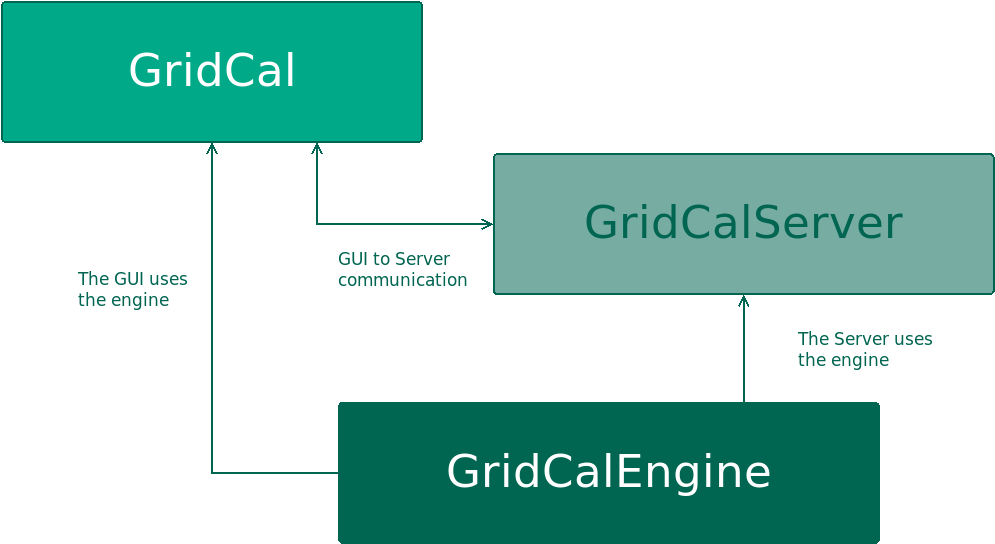 GridCal
GridCalServer
GUI to Server
communication
The GUI uses
the engine
The Server uses
the engine
GridCalEngine